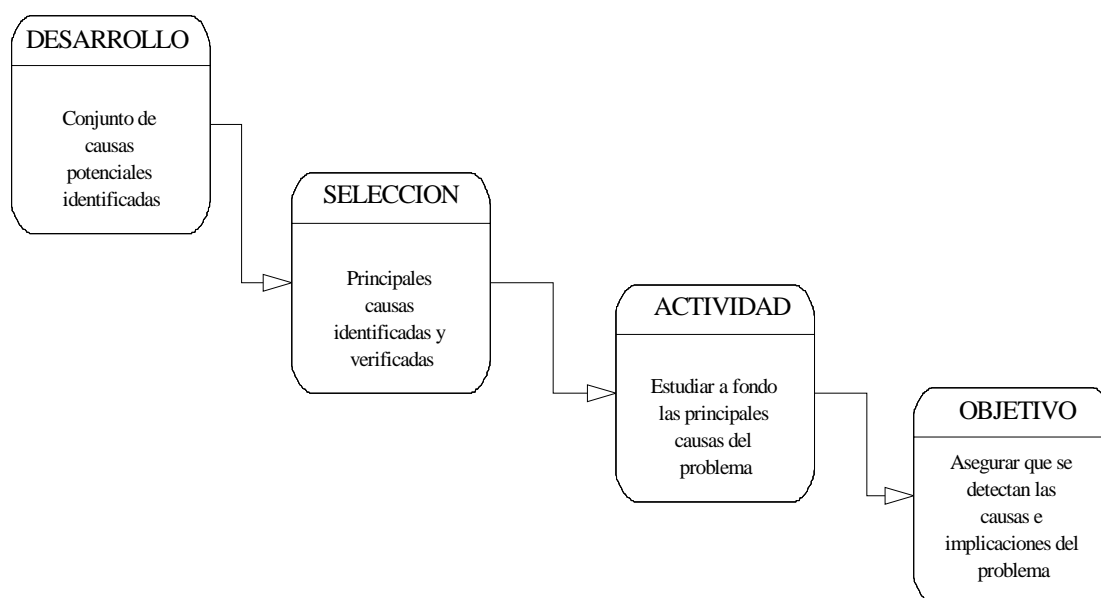 DESARROLLO
Conjunto de
causas
potenciales
identificadas
SELECCION
Principales
causas
identificadas y
verificadas
ACTIVIDAD
Estudiar a fondo
las principales
causas del
problema
OBJETIVO
Asegurar que se
detectan las
causas e
implicaciones del
problema